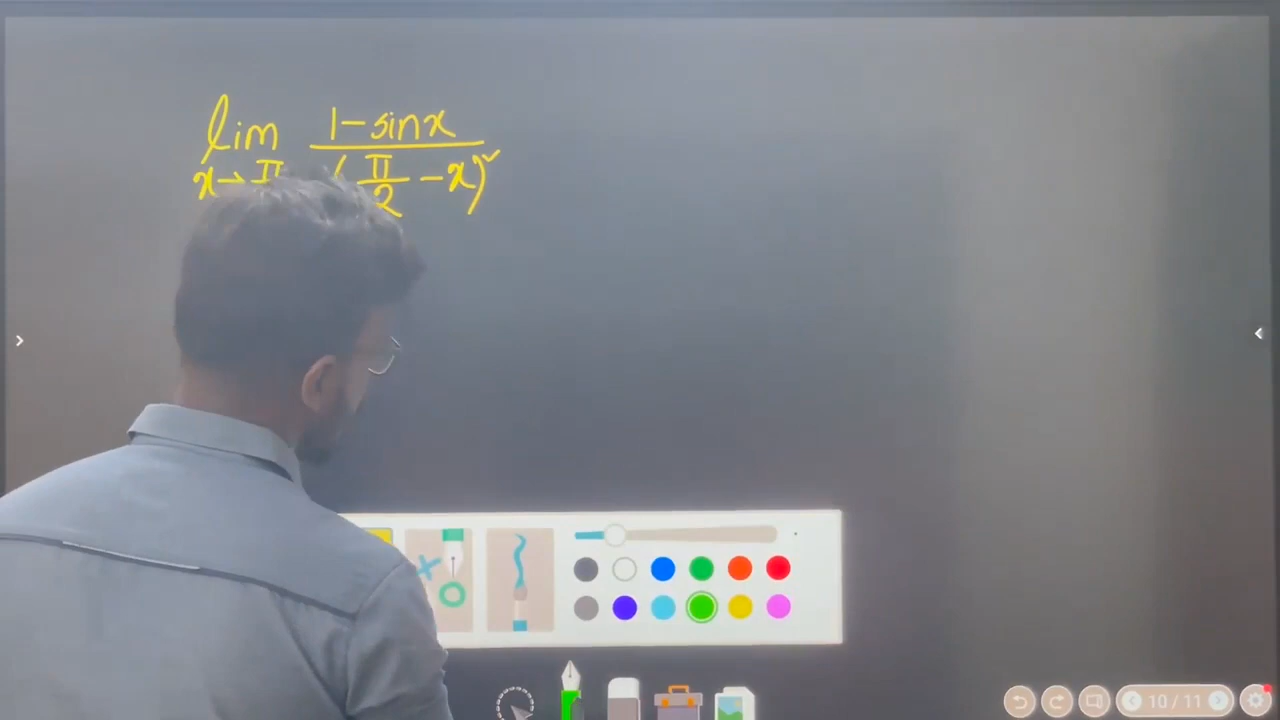 lim 1-sinx
x→π (π/2 -x)²
10/11